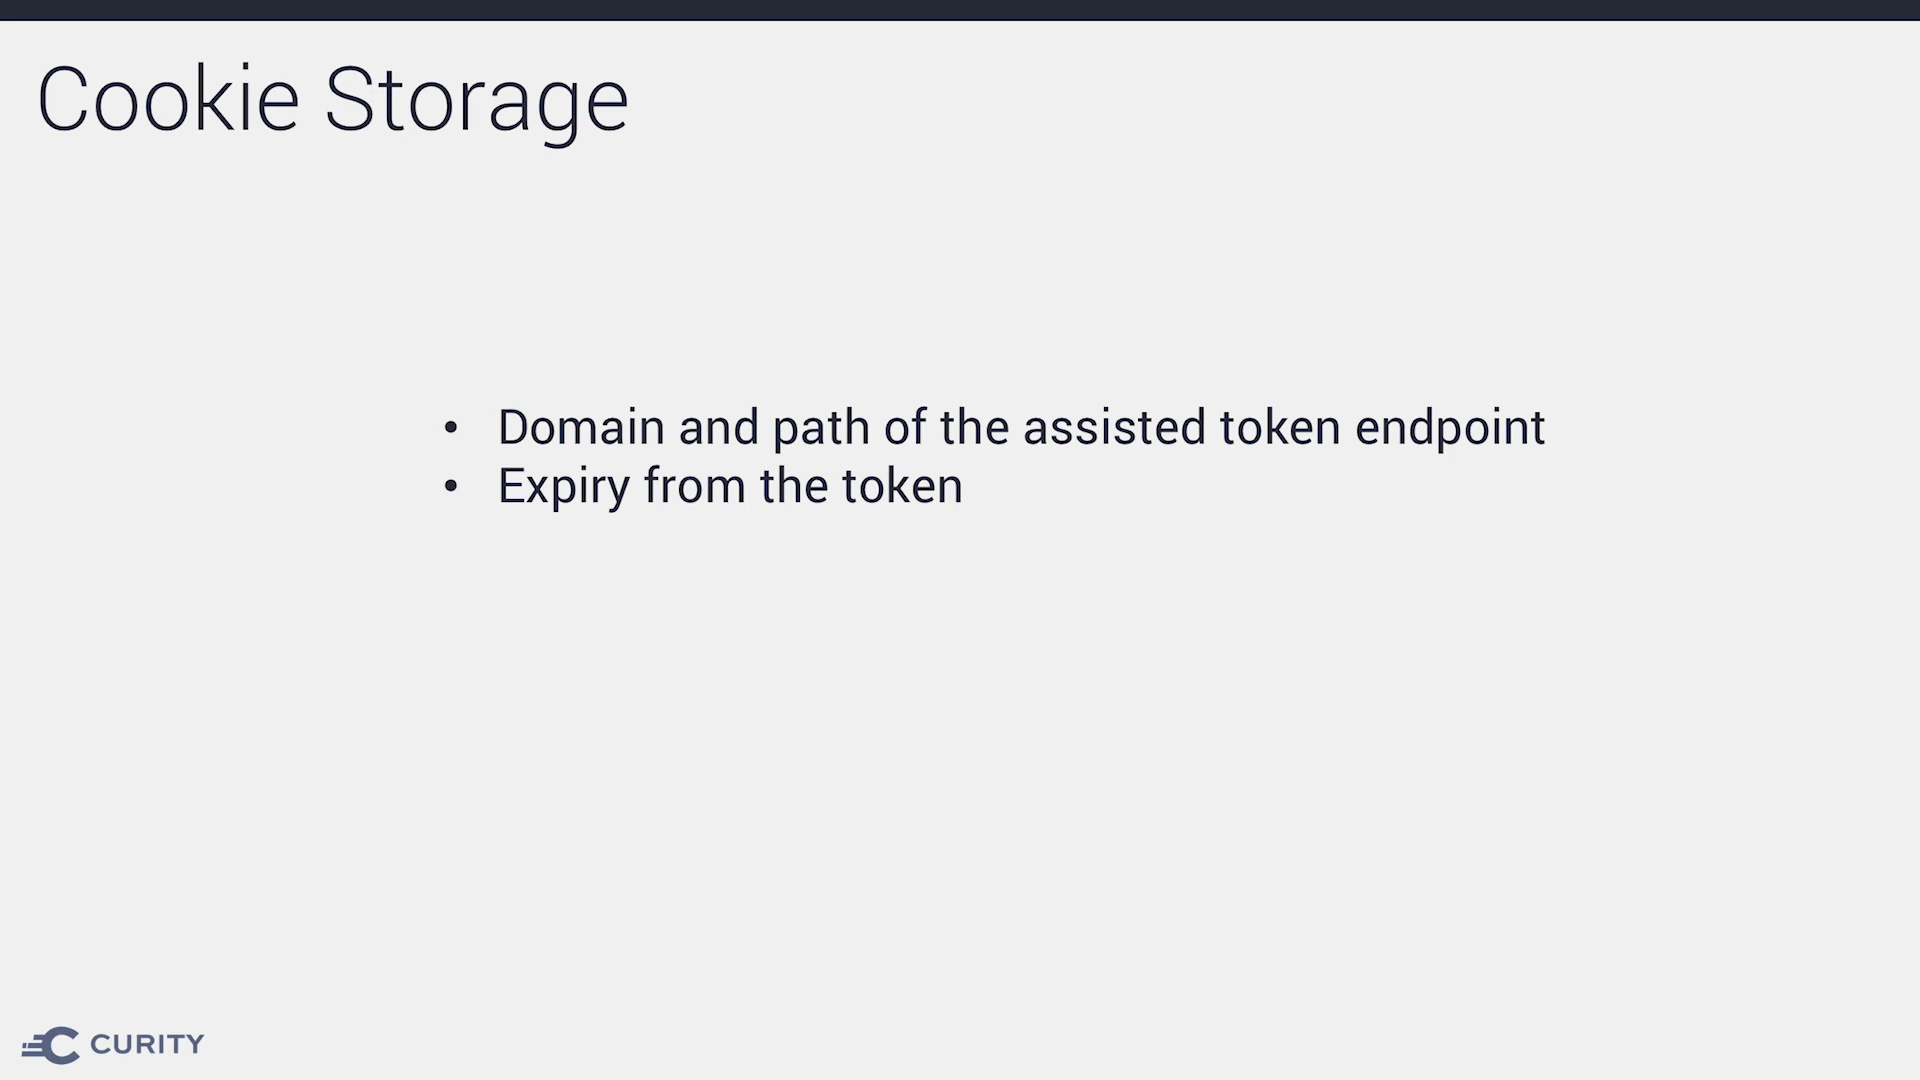 Cookie Storage
• Domain and path of the assisted token endpoint
• Expiry from the token
CURITY